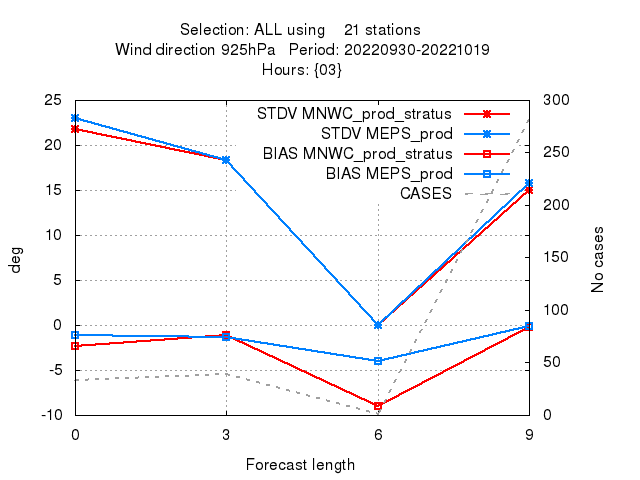 Selection: ALL using    21 stations
Wind direction 925hPa   Period: 20220930-20221019
Hours: {03}
STDV MNWC_prod_stratus
STDV MEPS_prod
BIAS MNWC_prod_stratus
BIAS MEPS_prod
CASES
deg
25
20
15
10
5
0
-5
-10
300
250
200
150
100
50
0
No cases
0 3 6 9
Forecast length